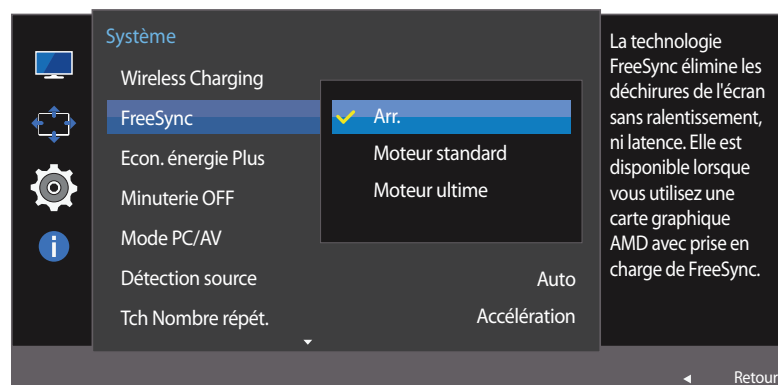 Système
Wireless Charging
FreeSync
Arr.
Econ. énergie Plus
Moteur standard
Minuterie OFF
Moteur ultime
Mode PC/AV
Détection source
Auto
Tch Nombre répét.
Accélération
La technologie
FreeSync élimine les
déchirures de l'écran
sans ralentissement,
ni latence. Elle est
disponible lorsque
vous utilisez une
carte graphique
AMD avec prise en
charge de FreeSync.
Retour